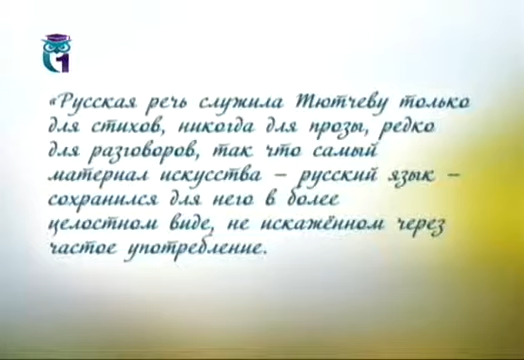 1
«Русская речь служила Тютчеву только
для стихов, никогда для прозы, редко
для разговоров, так что самый
материал искусства – русский язык –
сохранился для него в более
целостном виде, не искажённом через
частое употребление.